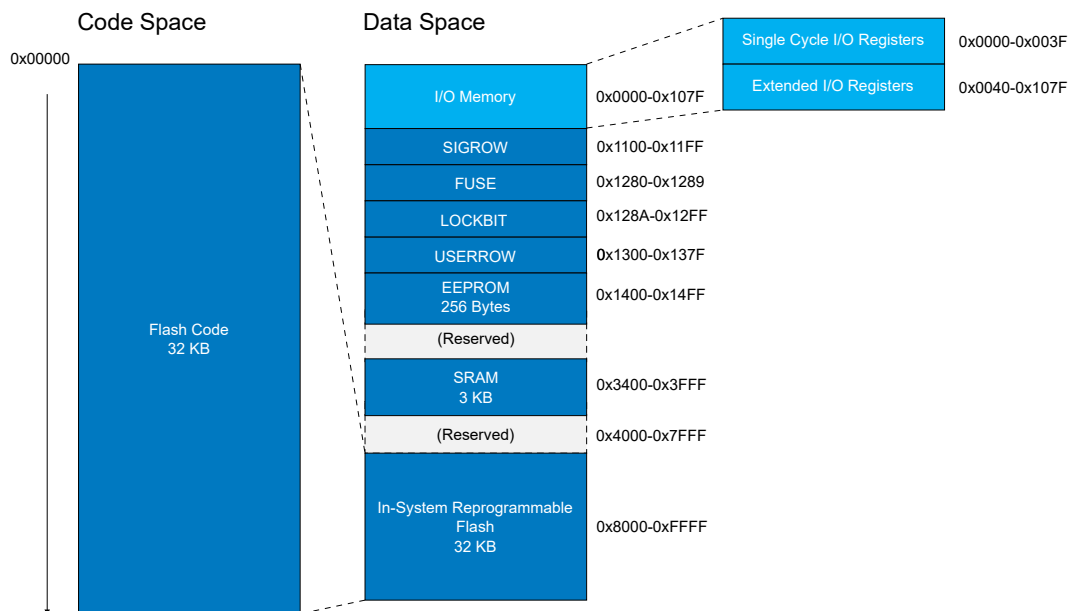 Code Space
Data Space
0x00000
Single Cycle I/O Registers
0x0000-0x003F
Extended I/O Registers
0x0040-0x107F
I/O Memory
0x0000-0x107F
SIGROW
0x1100-0x11FF
FUSE
0x1280-0x1289
LOCKBIT
0x128A-0x12FF
USERROW
0x1300-0x137F
EEPROM
256 Bytes
0x1400-0x14FF
(Reserved)
Flash Code
32 KB
SRAM
3 KB
0x3400-0x3FFF
(Reserved)
0x4000-0x7FFF
In-System Reprogrammable
Flash
32 KB
0x8000-0xFFFF